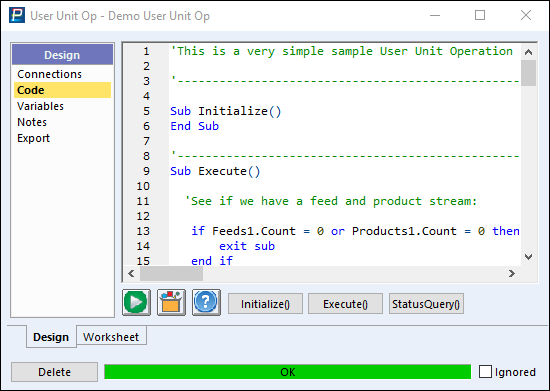 User Unit Op - Demo User Unit Op
Design
Connections
Code
Variables
Notes
Export
1 'This is a very simple sample User Unit Operation
2
3 '------------------------------------------------
4
5 Sub Initialize()
6 End Sub
7
8 '------------------------------------------------
9 Sub Execute()
10
11 'See if we have a feed and product stream:
12
13 if Feeds1.Count = 0 or Products1.Count = 0 then
14 exit sub
15 end if
Initialize() Execute() StatusQuery()
Design Worksheet
Delete OK Ignored